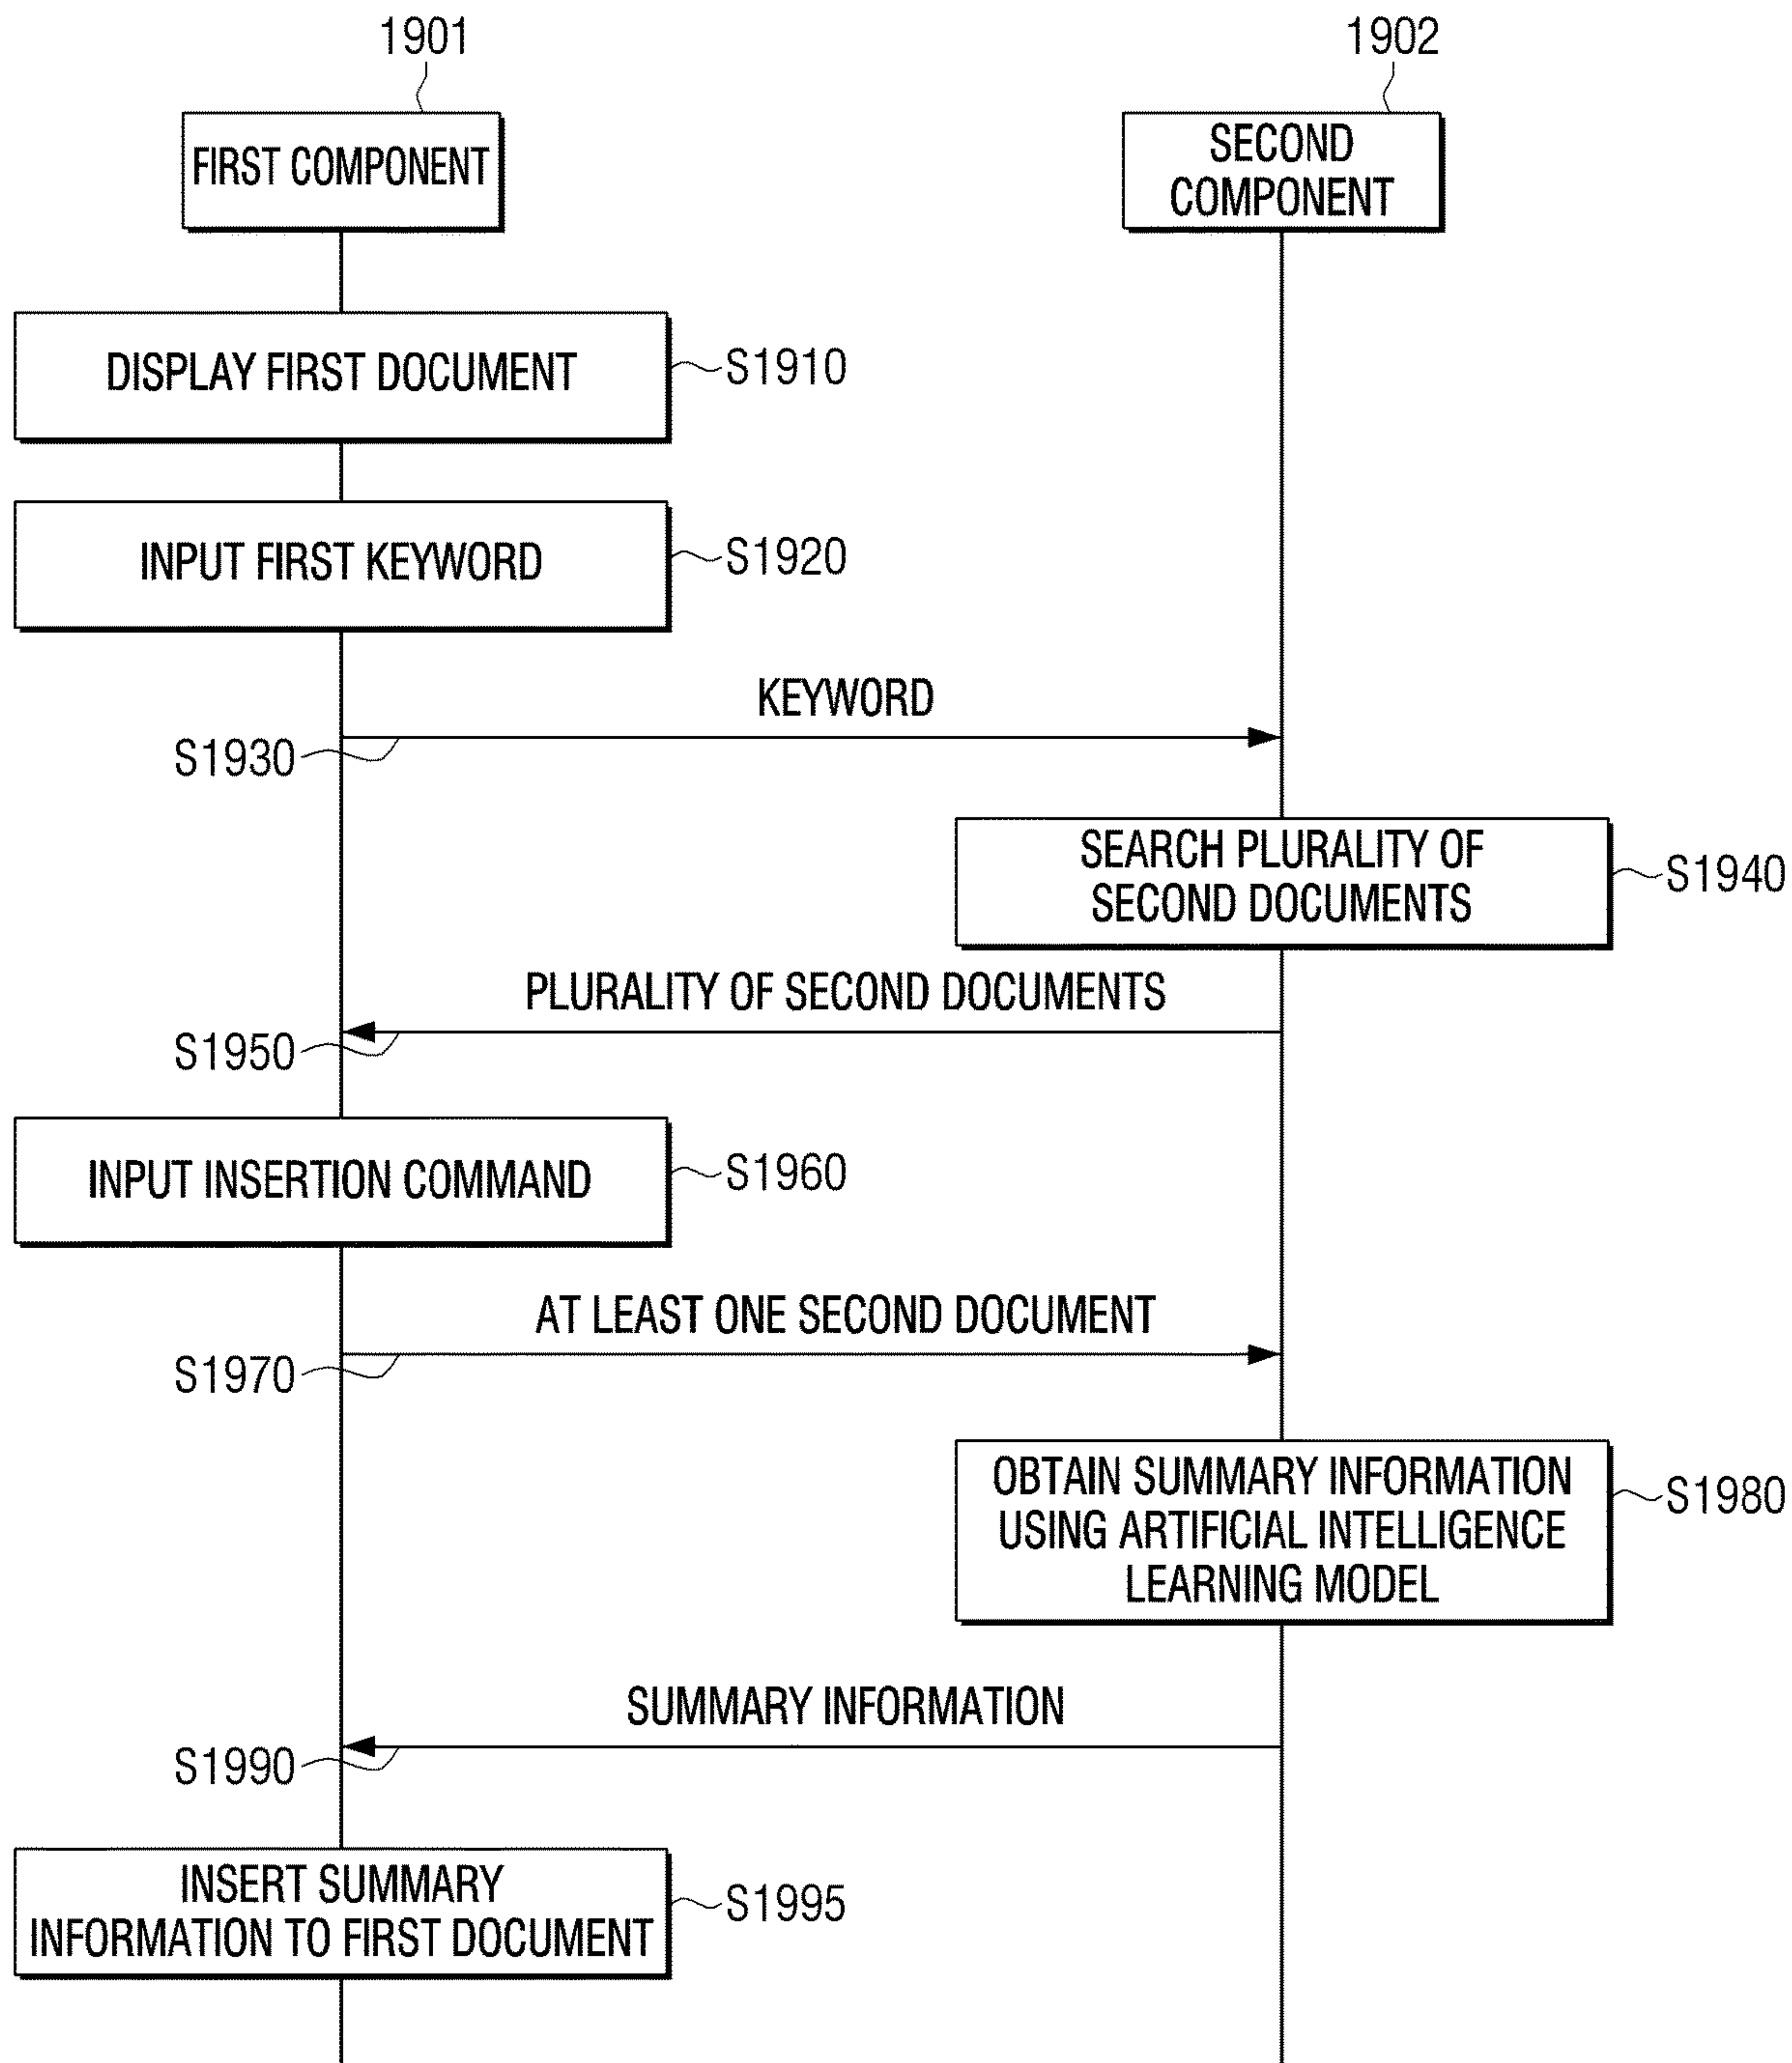 1901
1902
FIRST COMPONENT
SECOND
COMPONENT
DISPLAY FIRST DOCUMENT
S1910
INPUT FIRST KEYWORD
S1920
KEYWORD
S1930
SEARCH PLURALITY OF
SECOND DOCUMENTS
S1940
PLURALITY OF SECOND DOCUMENTS
S1950
INPUT INSERTION COMMAND
S1960
AT LEAST ONE SECOND DOCUMENT
S1970
OBTAIN SUMMARY INFORMATION
USING ARTIFICIAL INTELLIGENCE
LEARNING MODEL
S1980
SUMMARY INFORMATION
S1990
INSERT SUMMARY
INFORMATION TO FIRST DOCUMENT
S1995